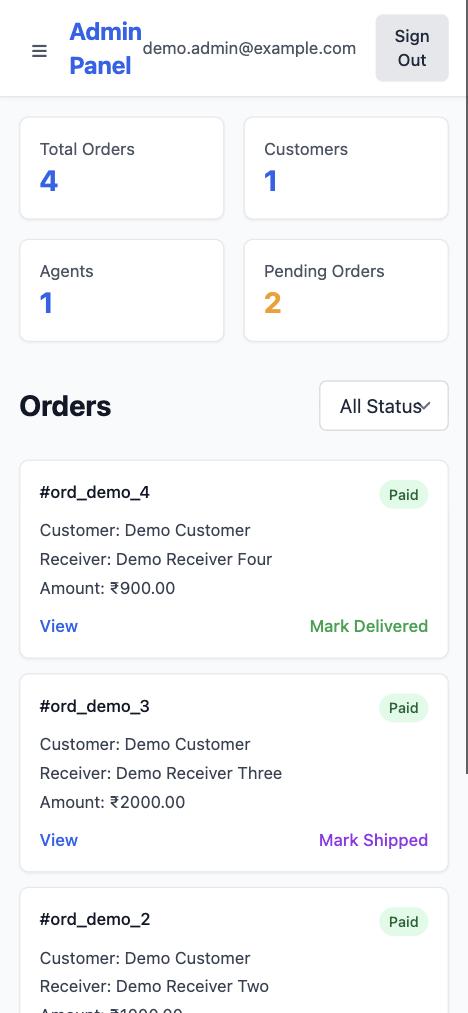 Admin
Panel
demo.admin@example.com
Sign
Out
Total Orders
4
Customers
1
Agents
1
Pending Orders
2
Orders
All Status
#ord_demo_4
Paid
Customer: Demo Customer
Receiver: Demo Receiver Four
Amount: ₹900.00
View
Mark Delivered
#ord_demo_3
Paid
Customer: Demo Customer
Receiver: Demo Receiver Three
Amount: ₹2000.00
View
Mark Shipped
#ord_demo_2
Paid
Customer: Demo Customer
Receiver: Demo Receiver Two
Amount: